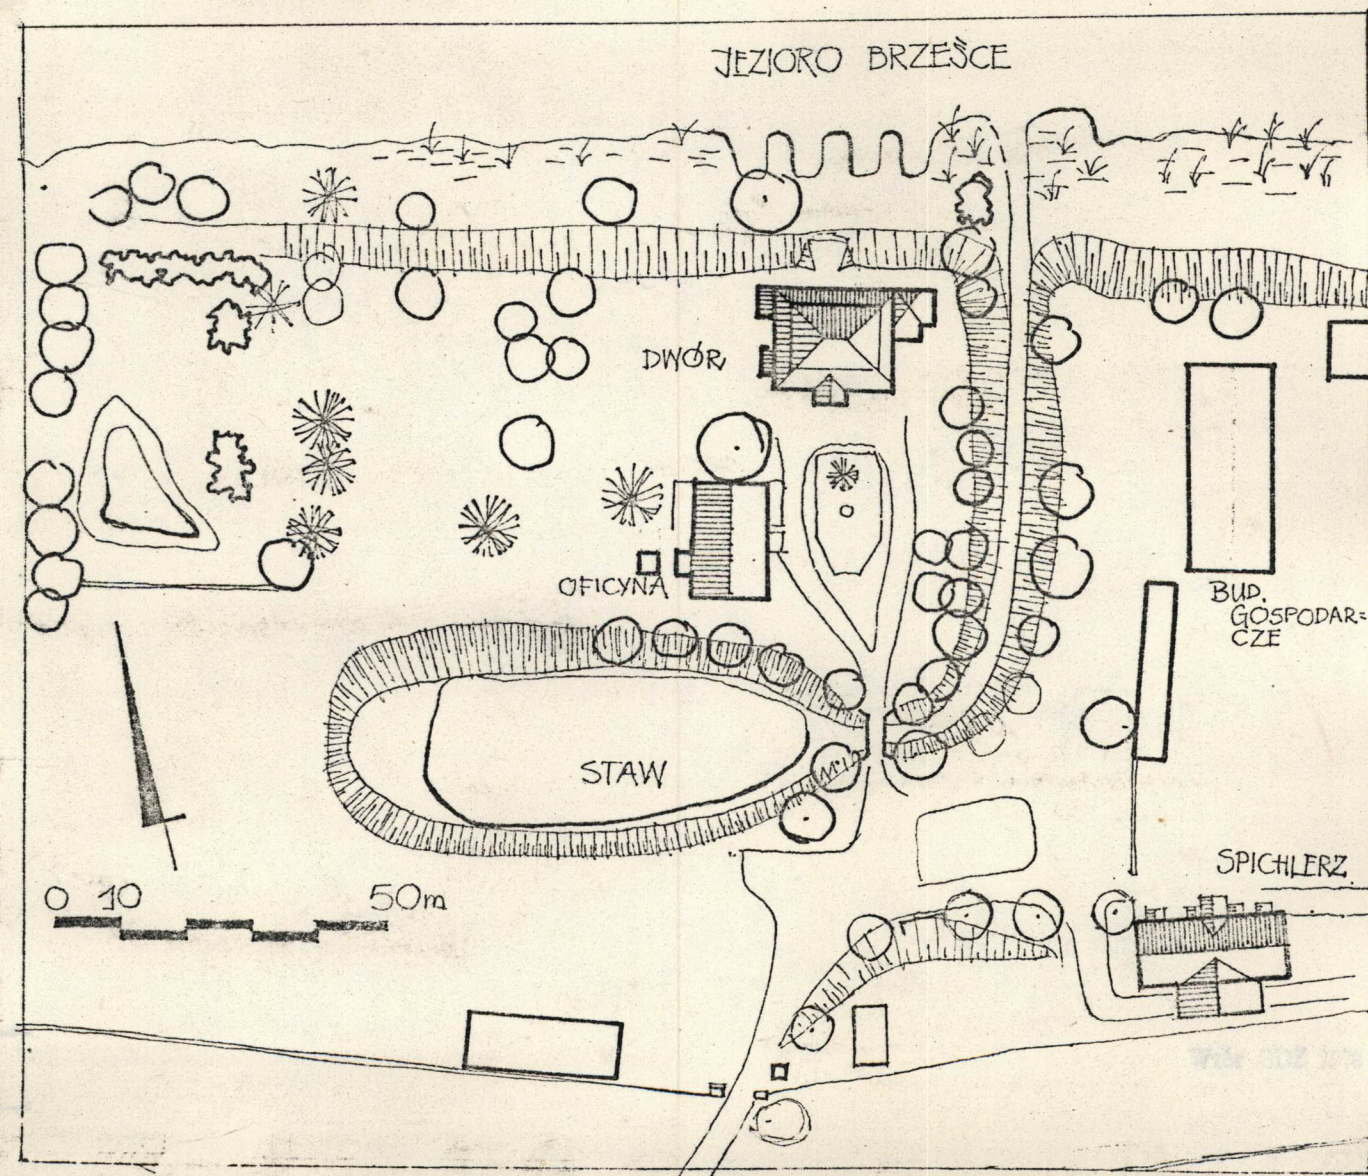 JEZIORO BRZEŚCE
DWÓR
OFICYNA
BUD.
GOSPODAR=
CZE
STAW
SPICHLERZ
0 10 50m